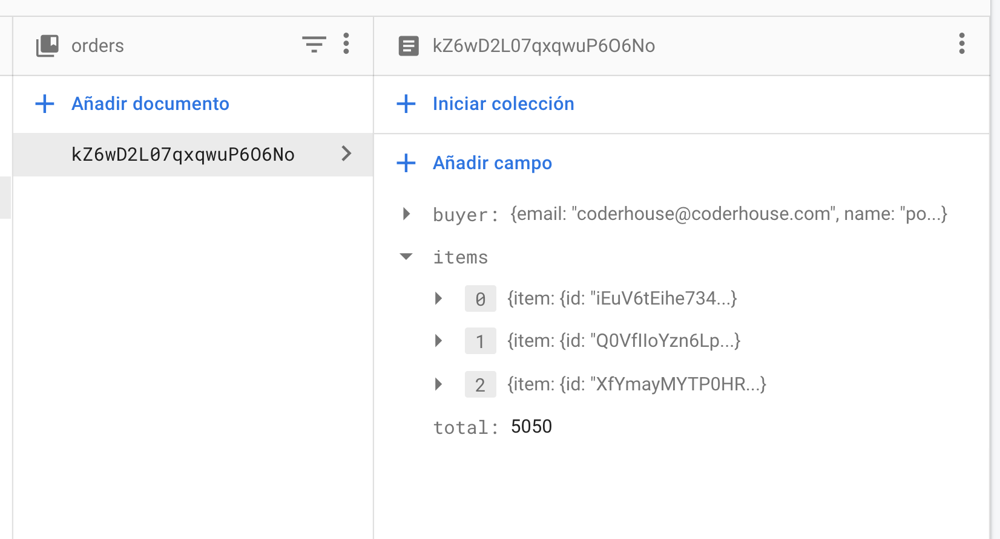 orders
kZ6wD2L07qxqwuP6O6No
Añadir documento
Iniciar colección
kZ6wD2L07qxqwuP6O6No
Añadir campo
buyer: {email: "coderhouse@coderhouse.com", name: "po...}
items
0 {item: {id: "iEuV6tEihe734...}
1 {item: {id: "Q0VfIIoYzn6Lp...}
2 {item: {id: "XfYmayMYTP0HR...}
total: 5050